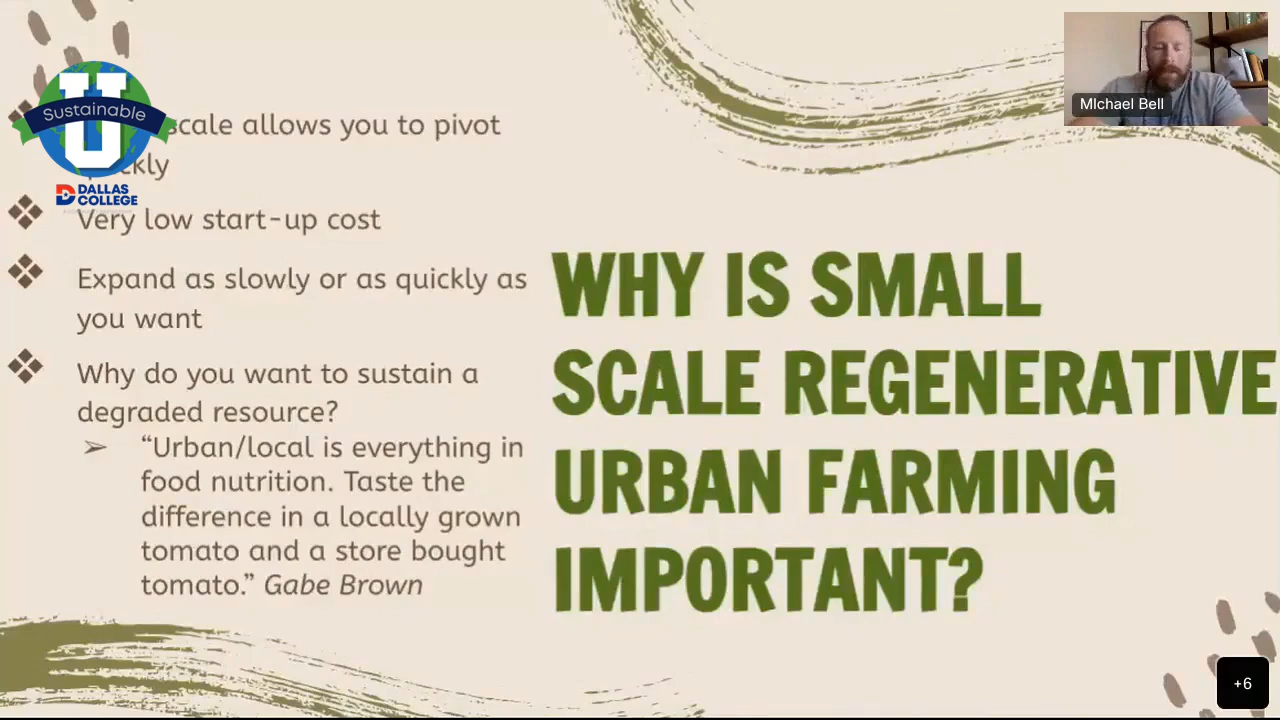 U
Sustainable
DALLAS
COLLEGE
scale allows you to pivot
quickly
Very low start-up cost
Expand as slowly or as quickly as
you want
Why do you want to sustain a
degraded resource?
“Urban/local is everything in
food nutrition. Taste the
difference in a locally grown
tomato and a store bought
tomato.” Gabe Brown
WHY IS SMALL
SCALE REGENERATIVE
URBAN FARMING
IMPORTANT?
MIchael Bell
+6